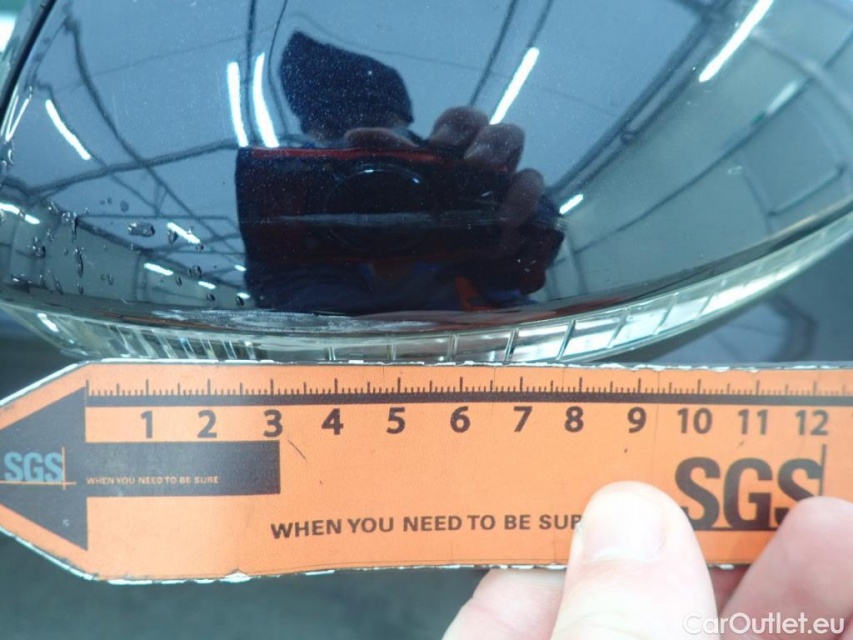 1 2 3 4 5 6 7 8 9 10 11 12
SGS WHEN YOU NEED TO BE SURE
SGS
WHEN YOU NEED TO BE SUR
CarOutlet.eu